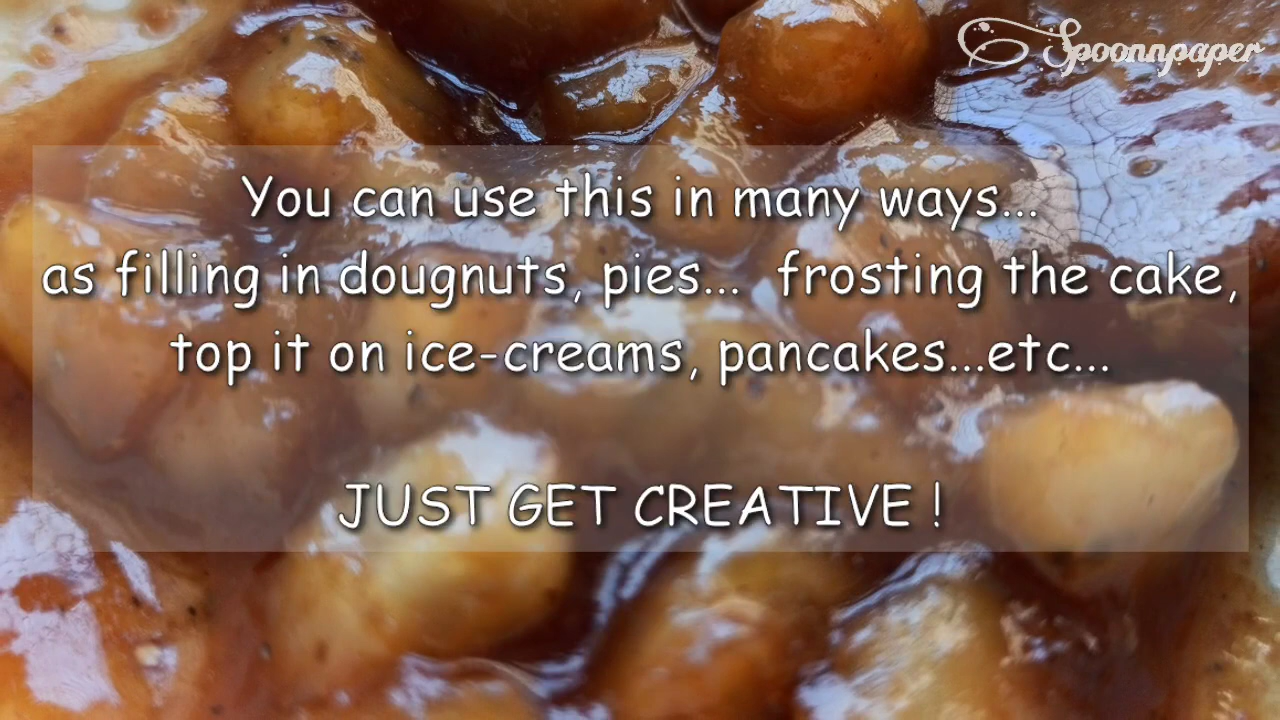 Spoonnpaper
You can use this in many ways...
as filling in dougnuts, pies... frosting the cake,
top it on ice-creams, pancakes...etc...
JUST GET CREATIVE !